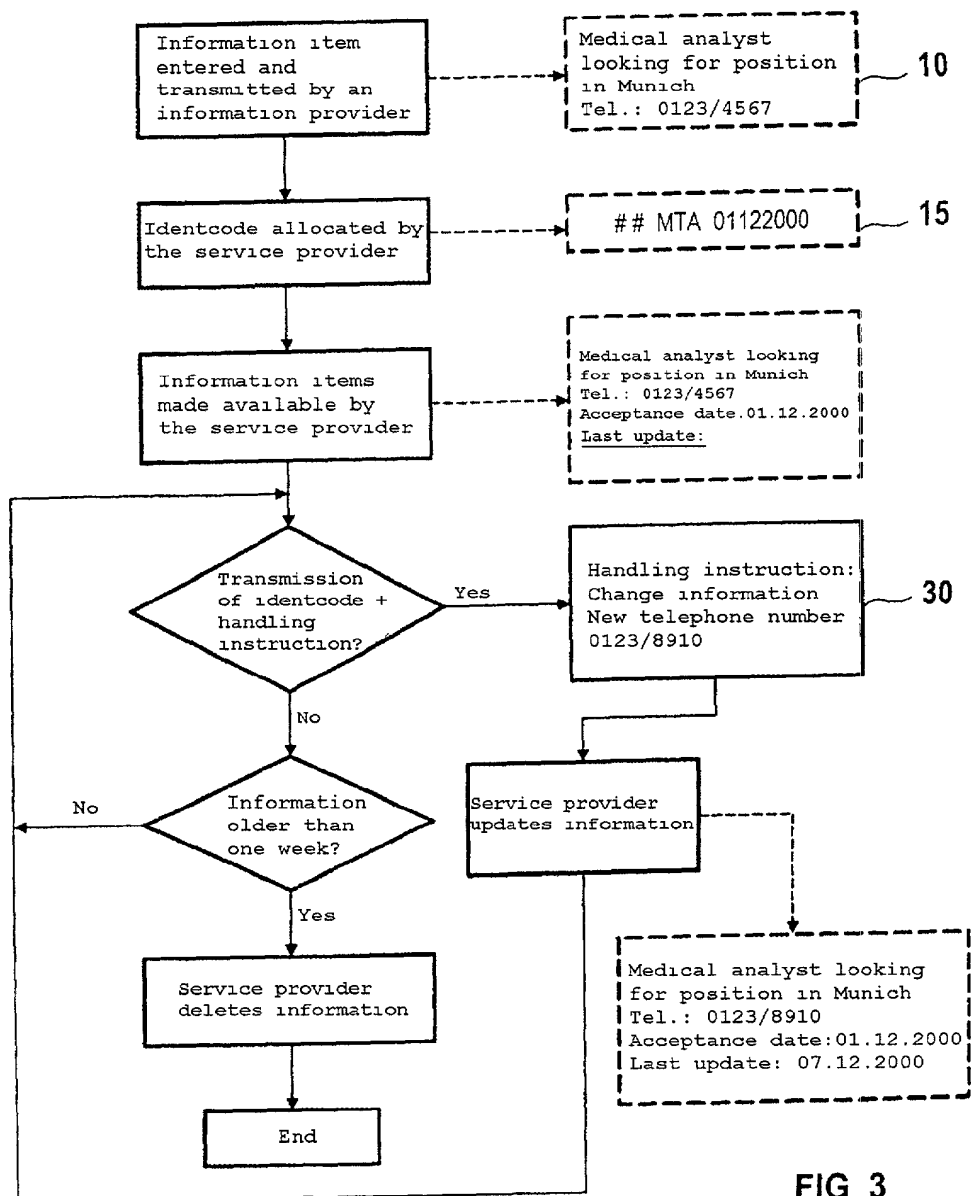 Information item
entered and
transmitted by an
information provider
Medical analyst
looking for position
in Munich
Tel.: 0123/4567
10
Identcode allocated by
the service provider
## MTA 01122000
15
Information items
made available by
the service provider
Medical analyst looking
for position in Munich
Tel.: 0123/4567
Acceptance date.01.12.2000
Last update:
Transmission
of identcode +
handling
instruction?
Yes
Handling instruction:
Change information
New telephone number
0123/8910
30
No
Information
older than
one week?
No
Service provider
updates information
Yes
Service provider
deletes information
Medical analyst looking
for position in Munich
Tel.: 0123/8910
Acceptance date:01.12.2000
Last update: 07.12.2000
End
FIG 3